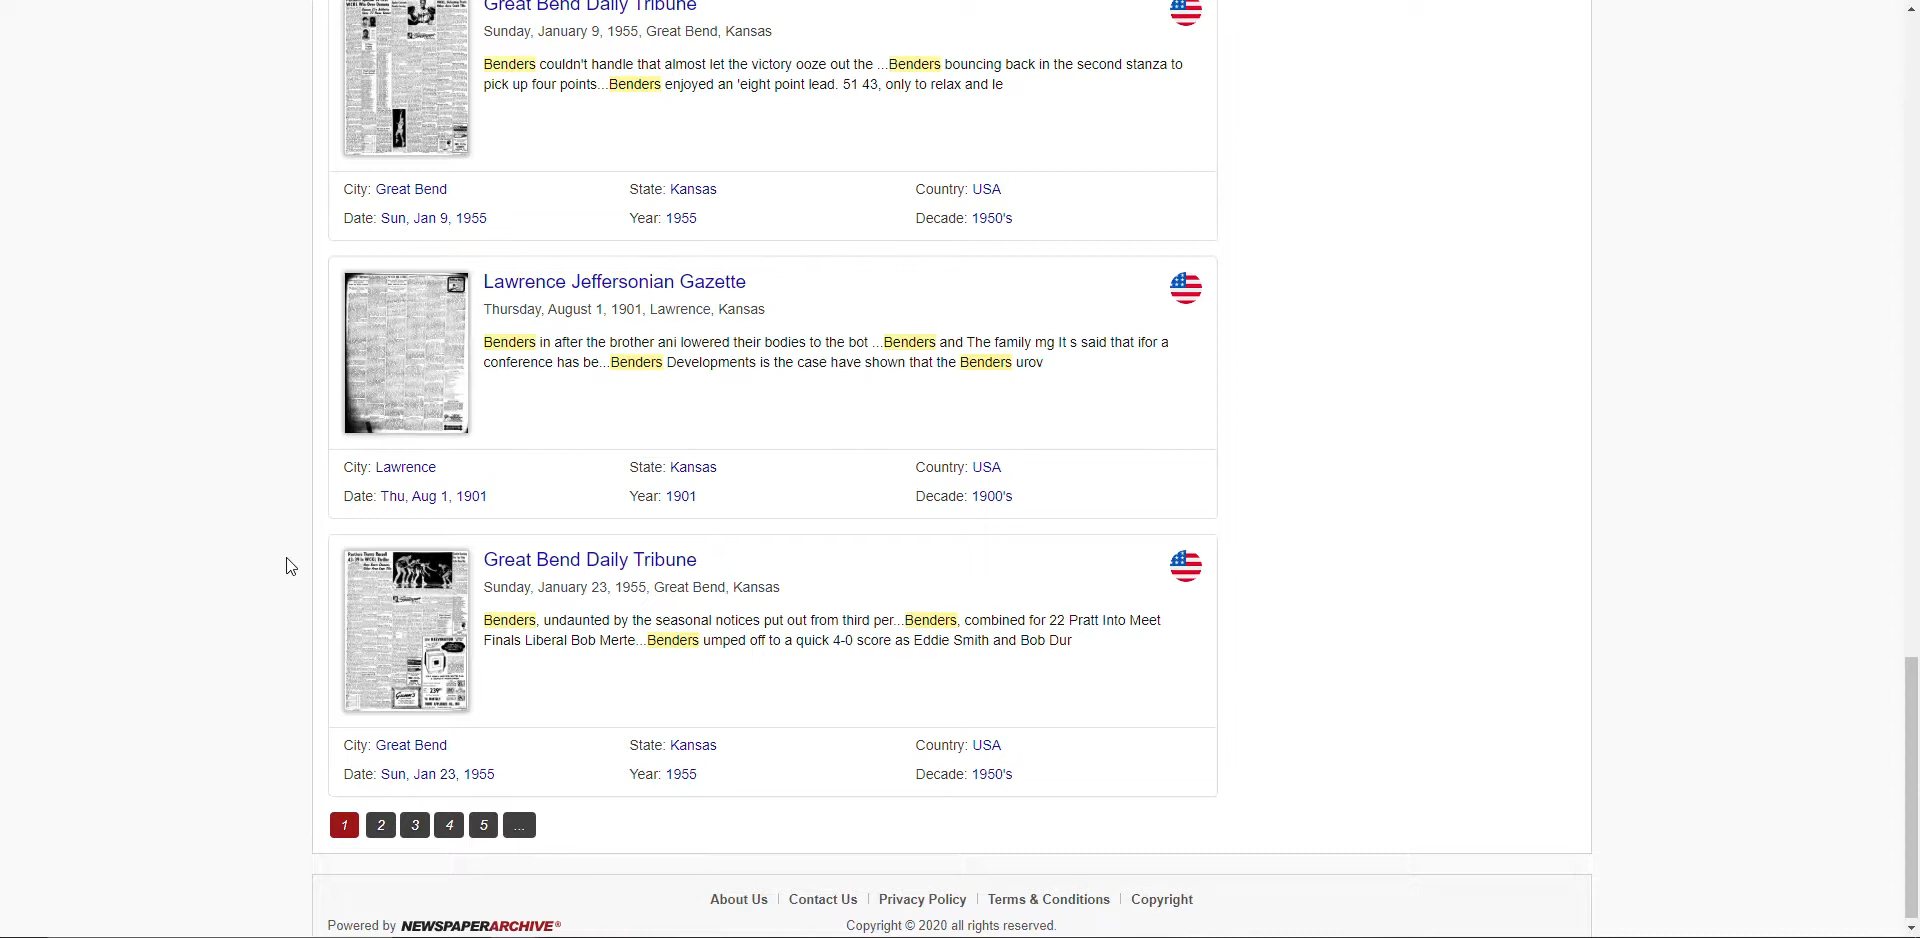 Great Bend Daily Tribune
Sunday, January 9, 1955, Great Bend, Kansas
Benders couldn't handle that almost let the victory ooze out the ...Benders bouncing back in the second stanza to
pick up four points...Benders enjoyed an 'eight point lead. 51 43, only to relax and le
City: Great Bend State: Kansas Country: USA
Date: Sun, Jan 9, 1955 Year: 1955 Decade: 1950's
Lawrence Jeffersonian Gazette
Thursday, August 1, 1901, Lawrence, Kansas
Benders in after the brother ani lowered their bodies to the bot ...Benders and The family mg It s said that ifor a
conference has be...Benders Developments is the case have shown that the Benders urov
City: Lawrence State: Kansas Country: USA
Date: Thu, Aug 1, 1901 Year: 1901 Decade: 1900's
Great Bend Daily Tribune
Sunday, January 23, 1955, Great Bend, Kansas
Benders, undaunted by the seasonal notices put out from third per...Benders, combined for 22 Pratt Into Meet
Finals Liberal Bob Merte...Benders umped off to a quick 4-0 score as Eddie Smith and Bob Dur
City: Great Bend State: Kansas Country: USA
Date: Sun, Jan 23, 1955 Year: 1955 Decade: 1950's
1 2 3 4 5 ...
About Us Contact Us Privacy Policy Terms & Conditions Copyright
Powered by NEWSPAPERARCHIVE® Copyright © 2020 all rights reserved.